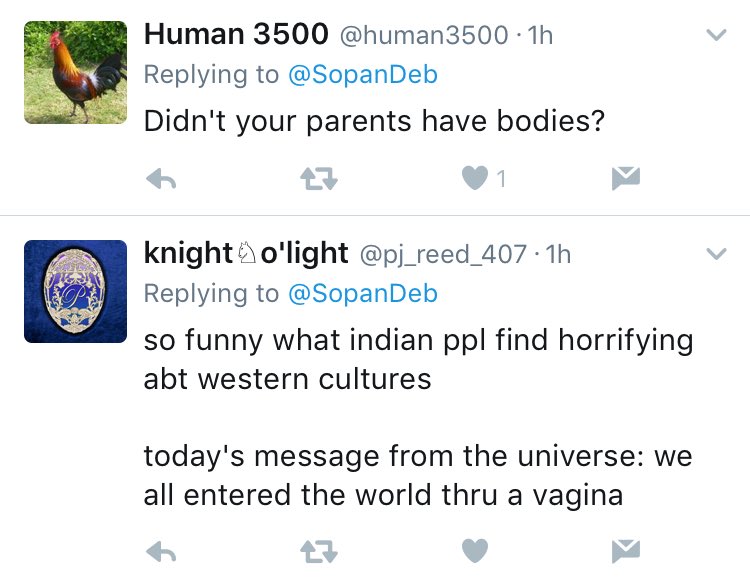 Human 3500 @human3500 · 1h
Replying to @SopanDeb
Didn't your parents have bodies?
1
knight♘o'light @pj_reed_407 · 1h
Replying to @SopanDeb
so funny what indian ppl find horrifying
abt western cultures
today's message from the universe: we
all entered the world thru a vagina
P